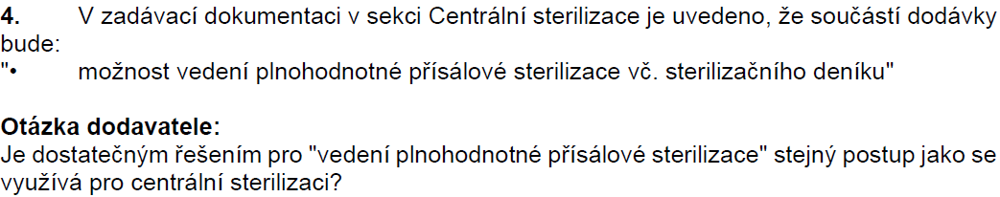 4. V zadávací dokumentaci v sekci Centrální sterilizace je uvedeno, že součástí dodávky
bude:
"• možnost vedení plnohodnotné přísálové sterilizace vč. sterilizačního deníku"
Otázka dodavatele:
Je dostatečným řešením pro "vedení plnohodnotné přísálové sterilizace" stejný postup jako se
využívá pro centrální sterilizaci?